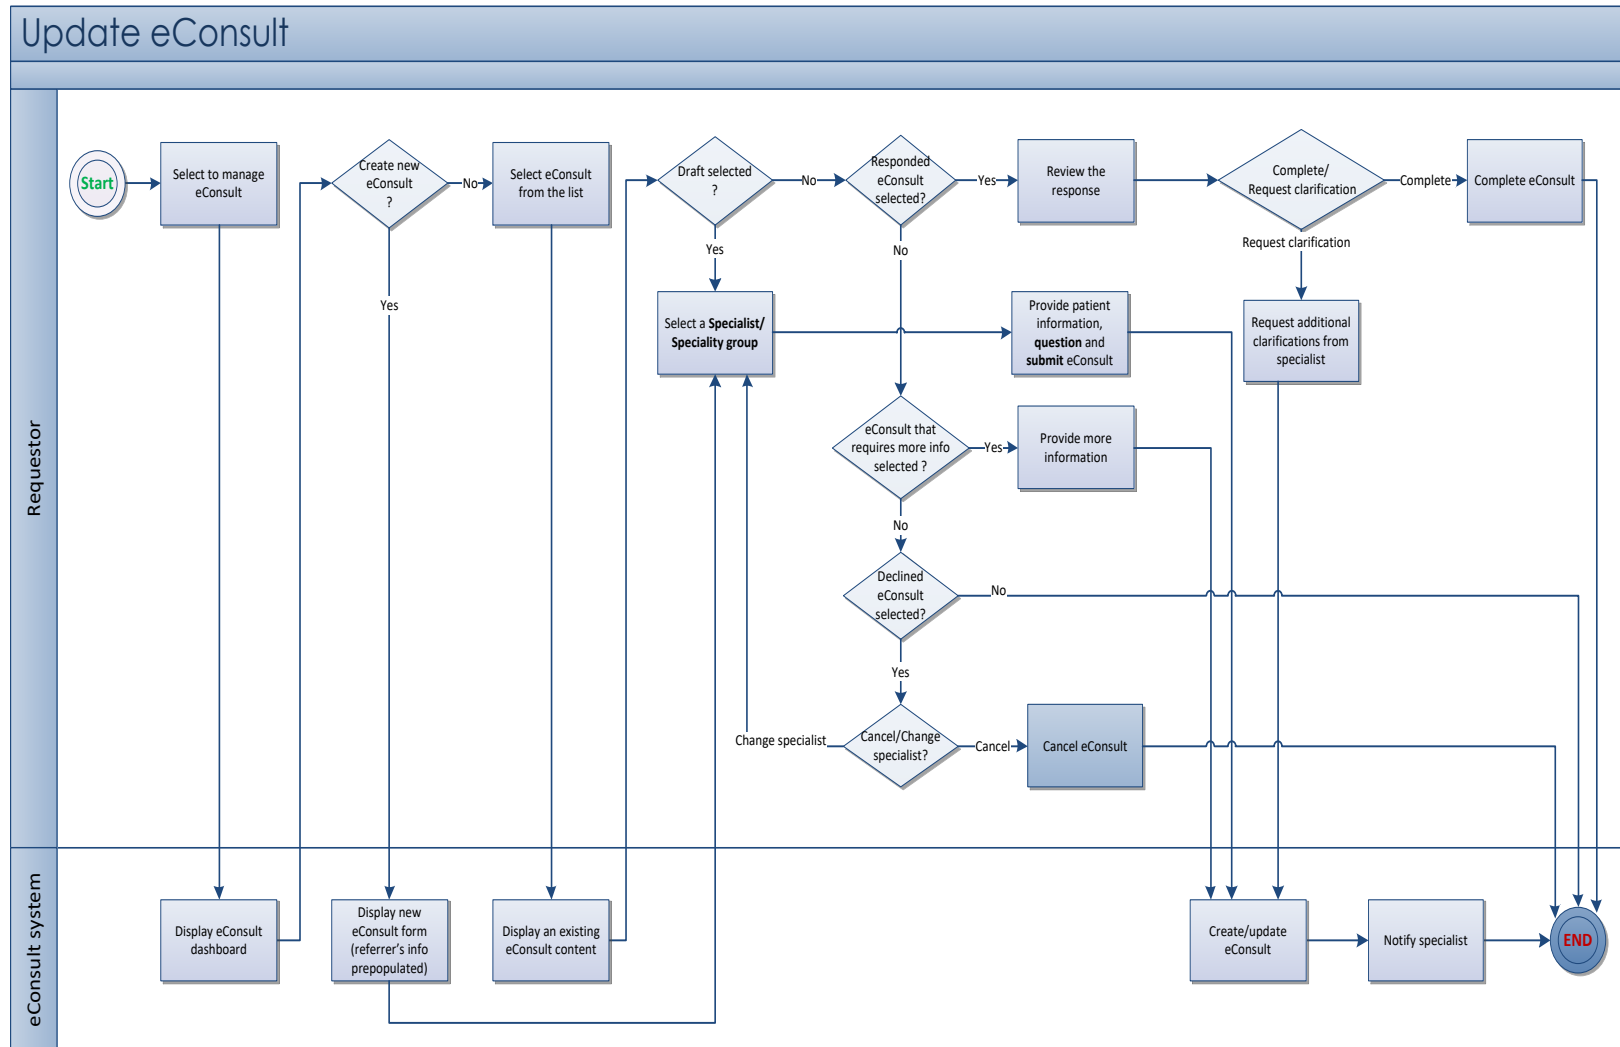 Update eConsult
Requestor
Start
Select to manage
eConsult
Create new
eConsult
?
No
Select eConsult
from the list
Draft selected
?
No
Responded
eConsult
selected?
Yes
Review the
response
Complete/
Request clarification
Complete
Complete eConsult
Yes
No
Request clarification
Yes
Select a Specialist/
Speciality group
Provide patient
information,
question and
submit eConsult
Request additional
clarifications from
specialist
eConsult that
requires more info
selected ?
Yes
Provide more
information
No
Declined
eConsult
selected?
No
Yes
Change specialist
Cancel/Change
specialist?
Cancel
Cancel eConsult
eConsult system
Display eConsult
dashboard
Display new
eConsult form
(referrer's info
prepopulated)
Display an existing
eConsult content
Create/update
eConsult
Notify specialist
END